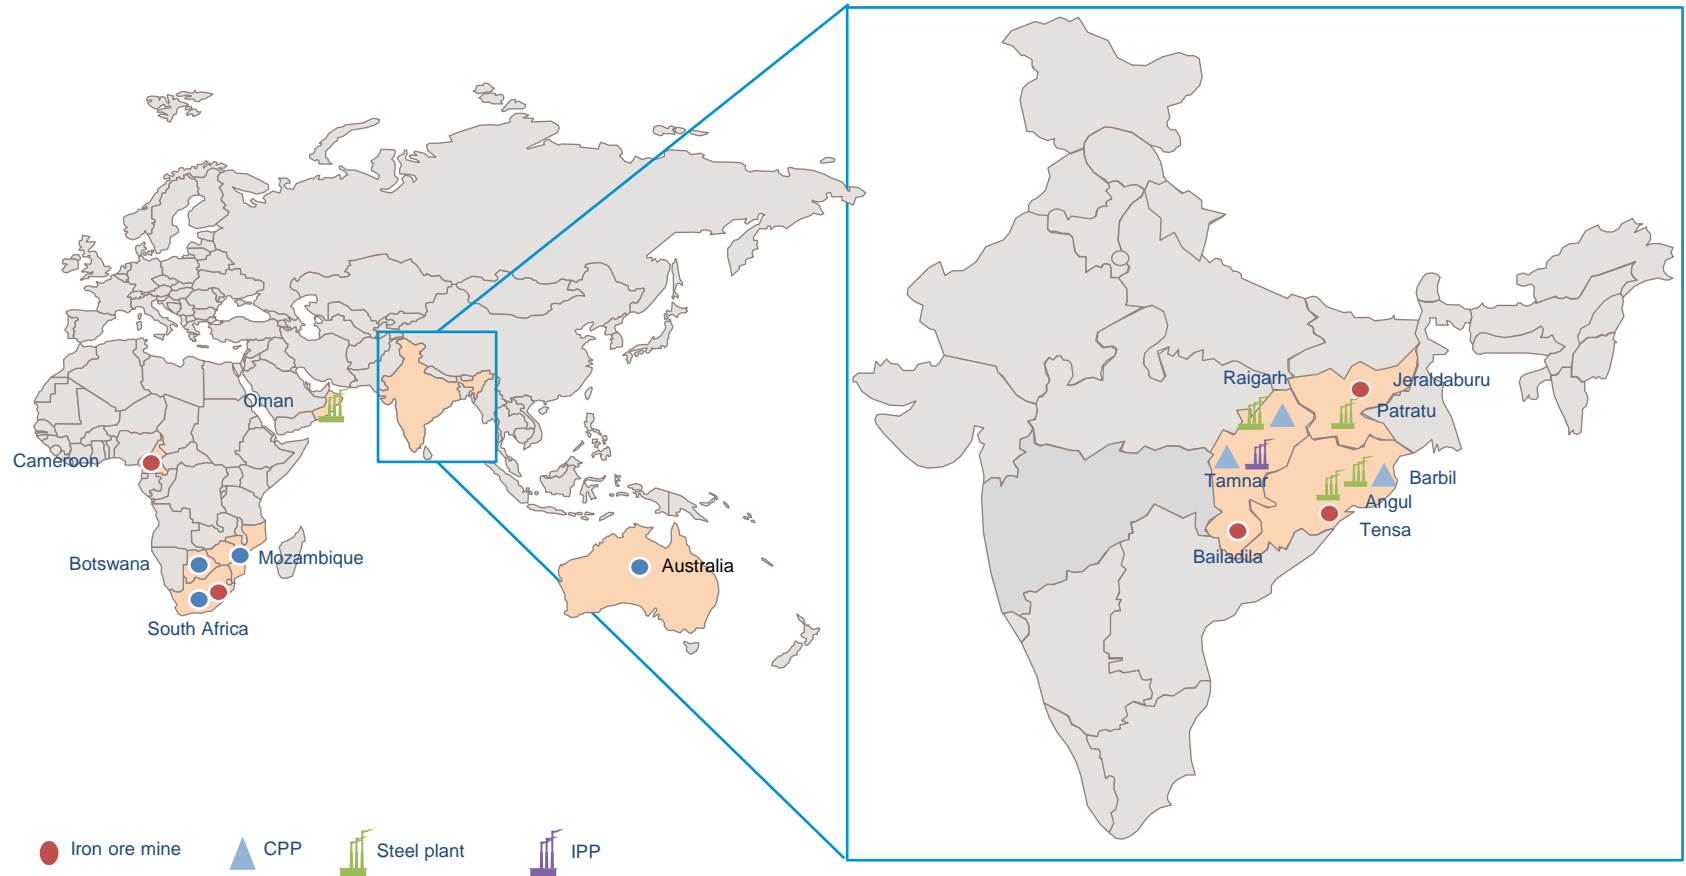 Oman
Cameroon
Botswana
Mozambique
South Africa
Australia
Raigarh
Jeraldaburu
Patratu
Tamnar
Barbil
Angul
Tensa
Bailadila
Iron ore mine
CPP
Steel plant
IPP